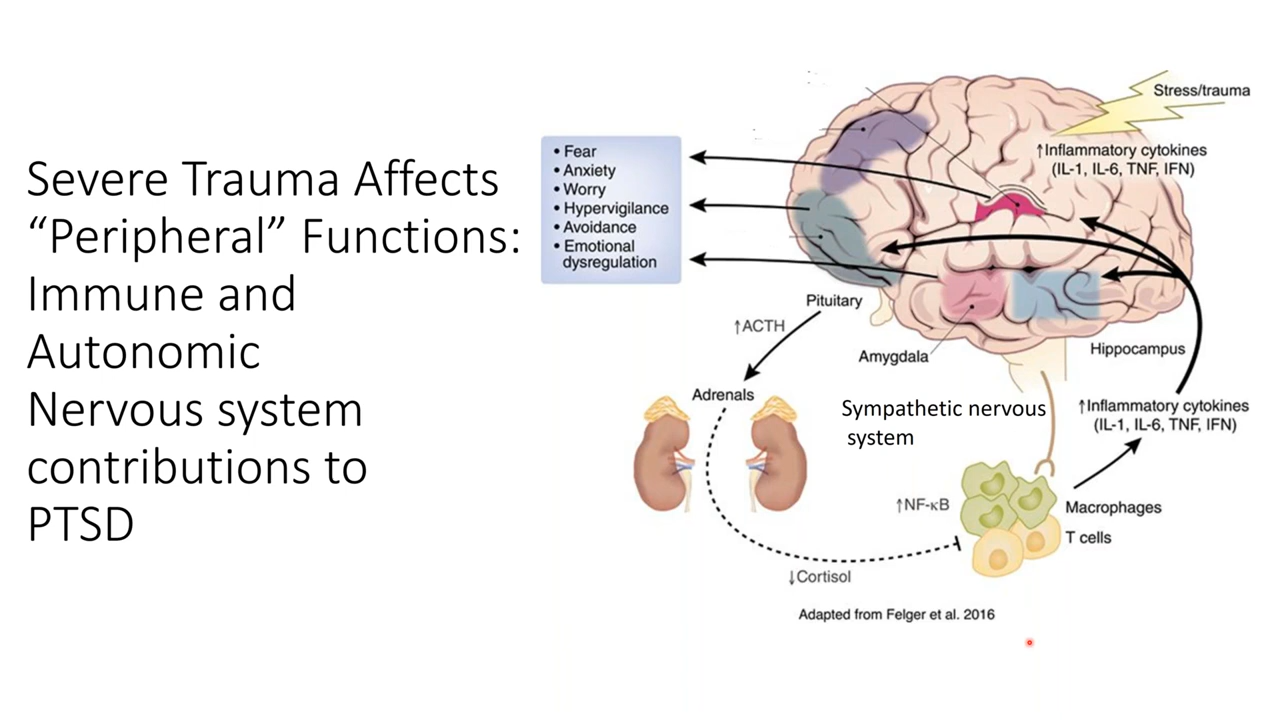 Severe Trauma Affects
“Peripheral” Functions:
Immune and
Autonomic
Nervous system
contributions to
PTSD
• Fear
• Anxiety
• Worry
• Hypervigilance
• Avoidance
• Emotional
dysregulation
Stress/trauma
↑Inflammatory cytokines
(IL-1, IL-6, TNF, IFN)
Pituitary
↑ACTH
Amygdala
Hippocampus
Adrenals
Sympathetic nervous
system
↑Inflammatory cytokines
(IL-1, IL-6, TNF, IFN)
↑NF-κB
Macrophages
T cells
↓Cortisol
Adapted from Felger et al. 2016